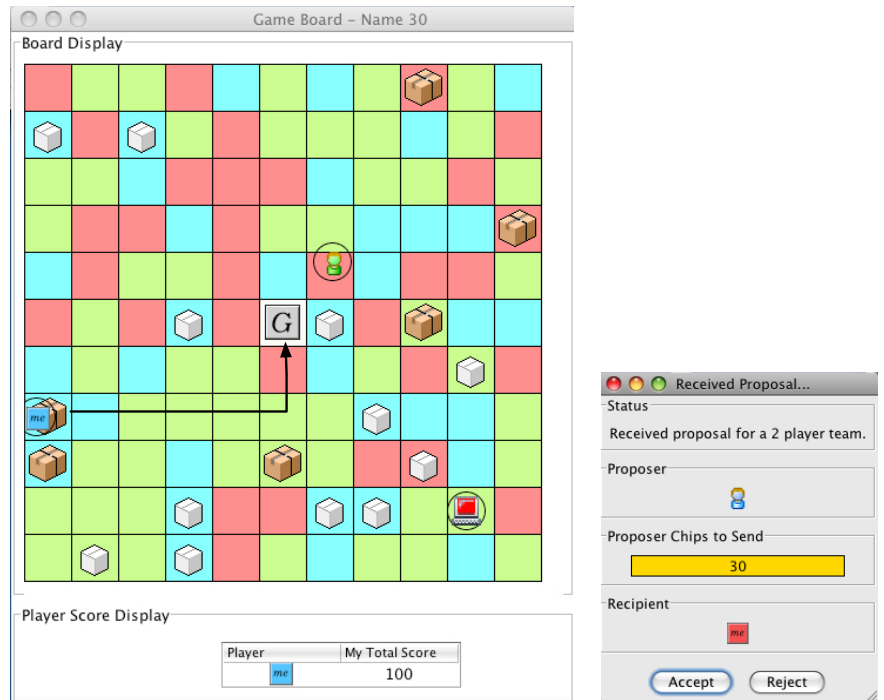 Game Board – Name 30
Board Display
G
me
Player Score Display
Player
My Total Score
me
100
Received Proposal...
Status
Received proposal for a 2 player team.
Proposer
Proposer Chips to Send
30
Recipient
me
Accept
Reject